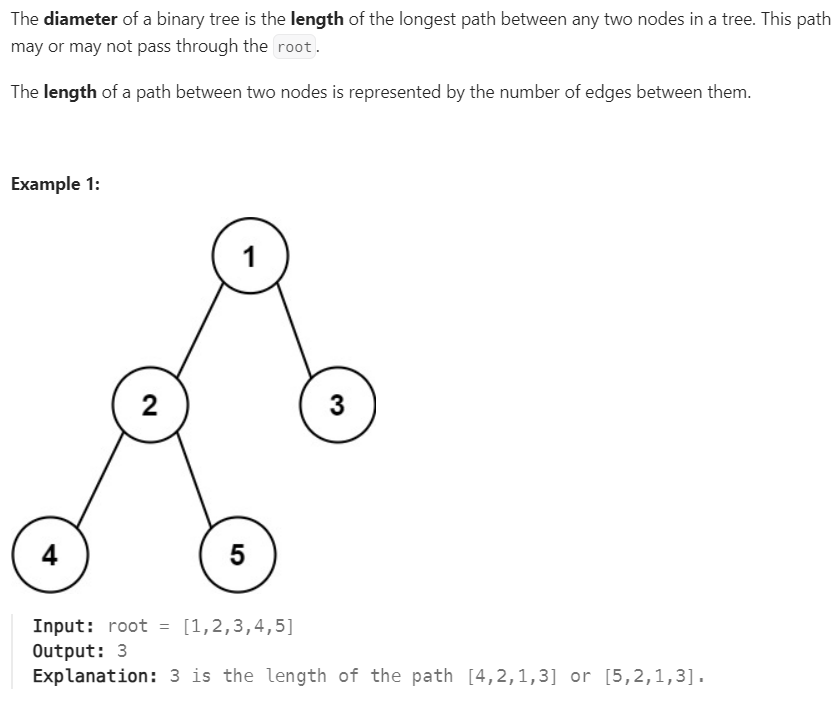 The diameter of a binary tree is the length of the longest path between any two nodes in a tree. This path
may or may not pass through the root.
The length of a path between two nodes is represented by the number of edges between them.
Example 1:
1
2
3
4
5
Input: root = [1,2,3,4,5]
Output: 3
Explanation: 3 is the length of the path [4,2,1,3] or [5,2,1,3].